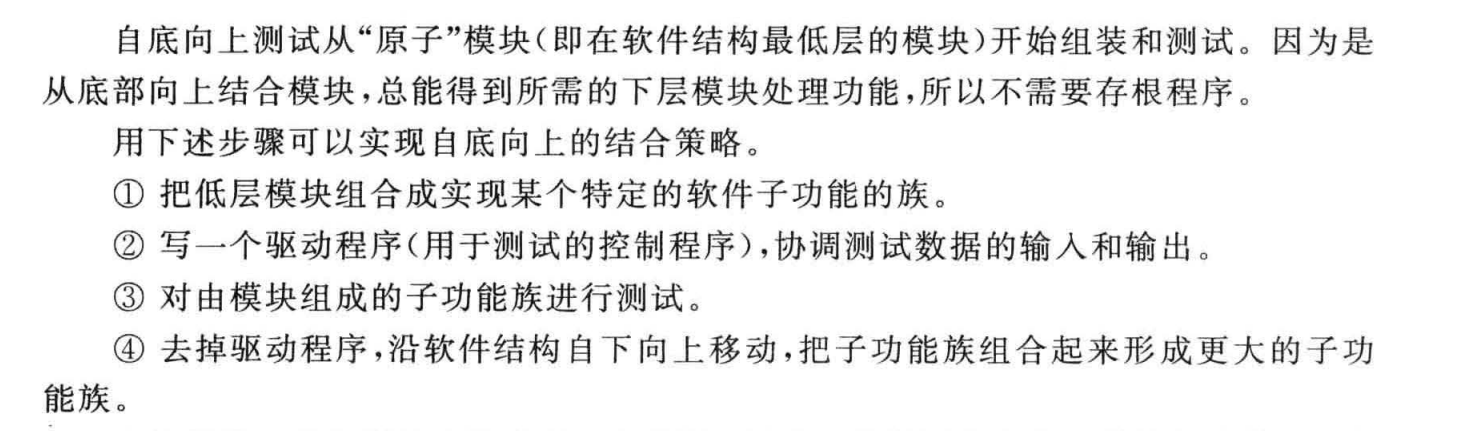 自底向上测试从“原子”模块(即在软件结构最低层的模块)开始组装和测试。因为是
从底部向上结合模块,总能得到所需的下层模块处理功能,所以不需要存根程序。
用下述步骤可以实现自底向上的结合策略。
① 把低层模块组合成实现某个特定的软件子功能的族。
② 写一个驱动程序(用于测试的控制程序),协调测试数据的输入和输出。
③ 对由模块组成的子功能族进行测试。
④ 去掉驱动程序,沿软件结构自下向上移动,把子功能族组合起来形成更大的子功
能族。